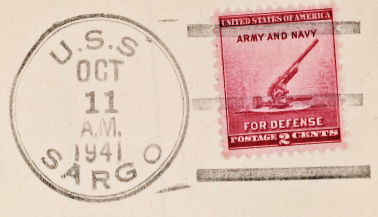 U.S.S
OCT
11
A.M.
1941
SARGO
UNITED STATES OF AMERICA
ARMY AND NAVY
FOR DEFENSE
POSTAGE 2 CENTS